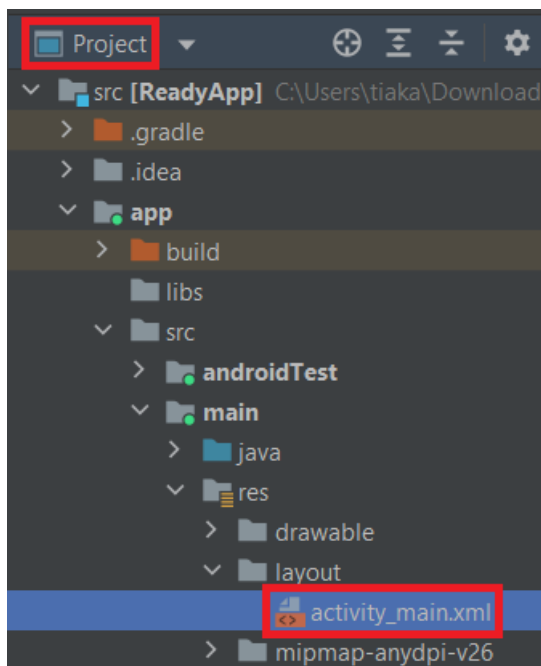 Project
src [ReadyApp] C:\Users\tiaka\Download
.gradle
.idea
app
build
libs
src
androidTest
main
java
res
drawable
layout
activity_main.xml
mipmap-anydpi-v26